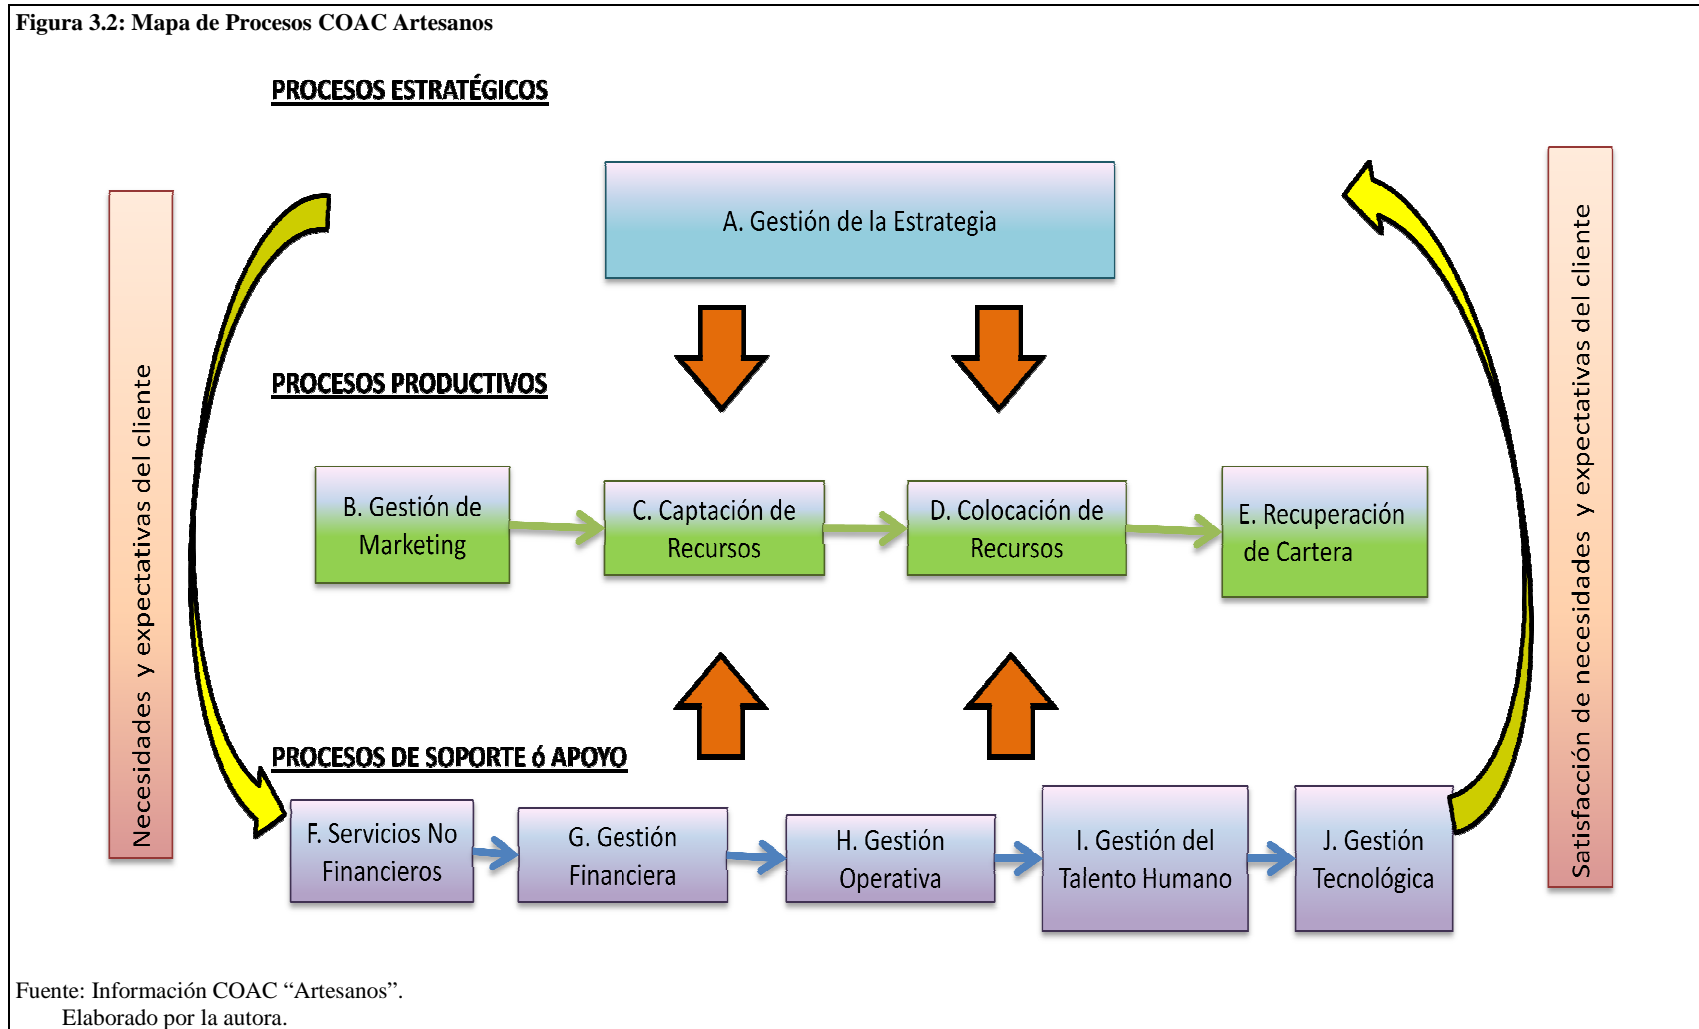 Figura 3.2: Mapa de Procesos COAC Artesanos
PROCESOS ESTRATÉGICOS
A. Gestión de la Estrategia
Necesidades y expectativas del cliente
Satisfacción de necesidades y expectativas del cliente
PROCESOS PRODUCTIVOS
B. Gestión de
Marketing
C. Captación de
Recursos
D. Colocación de
Recursos
E. Recuperación
de Cartera
PROCESOS DE SOPORTE ó APOYO
F. Servicios No
Financieros
G. Gestión
Financiera
H. Gestión
Operativa
I. Gestión del
Talento Humano
J. Gestión
Tecnológica
Fuente: Información COAC “Artesanos”.
Elaborado por la autora.